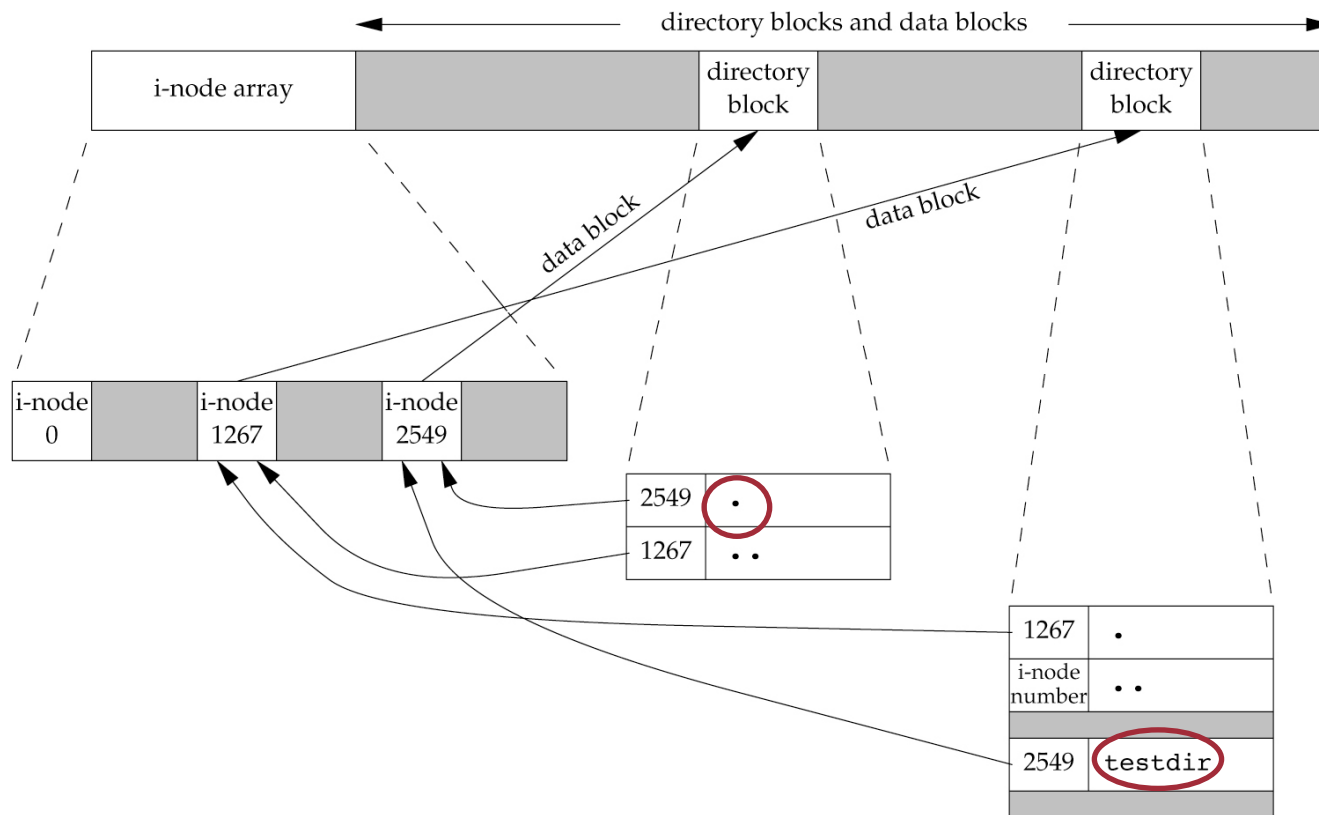 directory blocks and data blocks
i-node array
directory
block
directory
block
data block
data block
i-node
0
i-node
1267
i-node
2549
2549 .
1267 ..
1267 .
i-node
number ..
2549 testdir